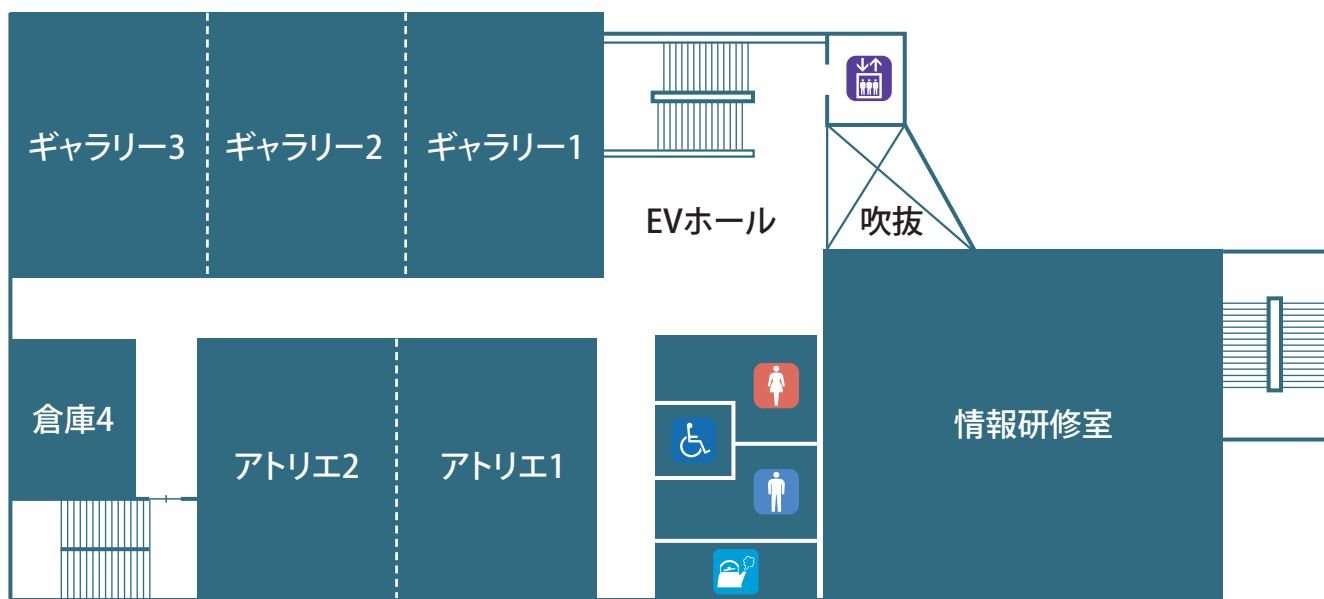 ギャラリー3
ギャラリー2
ギャラリー1
EVホール
吹抜
倉庫4
アトリエ2
アトリエ1
情報研修室